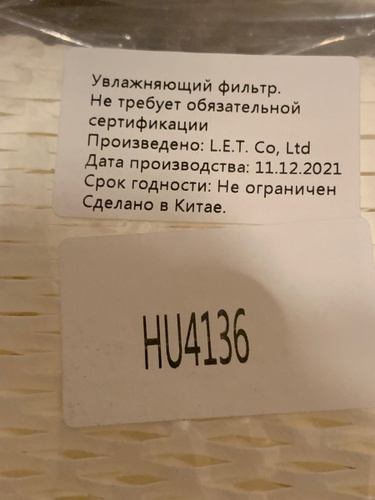 Увлажняющий фильтр.
Не требует обязательной
сертификации
Произведено: L.E.T. Co, Ltd
Дата производства: 11.12.2021
Срок годности: Не ограничен
Сделано в Китае.
HU4136